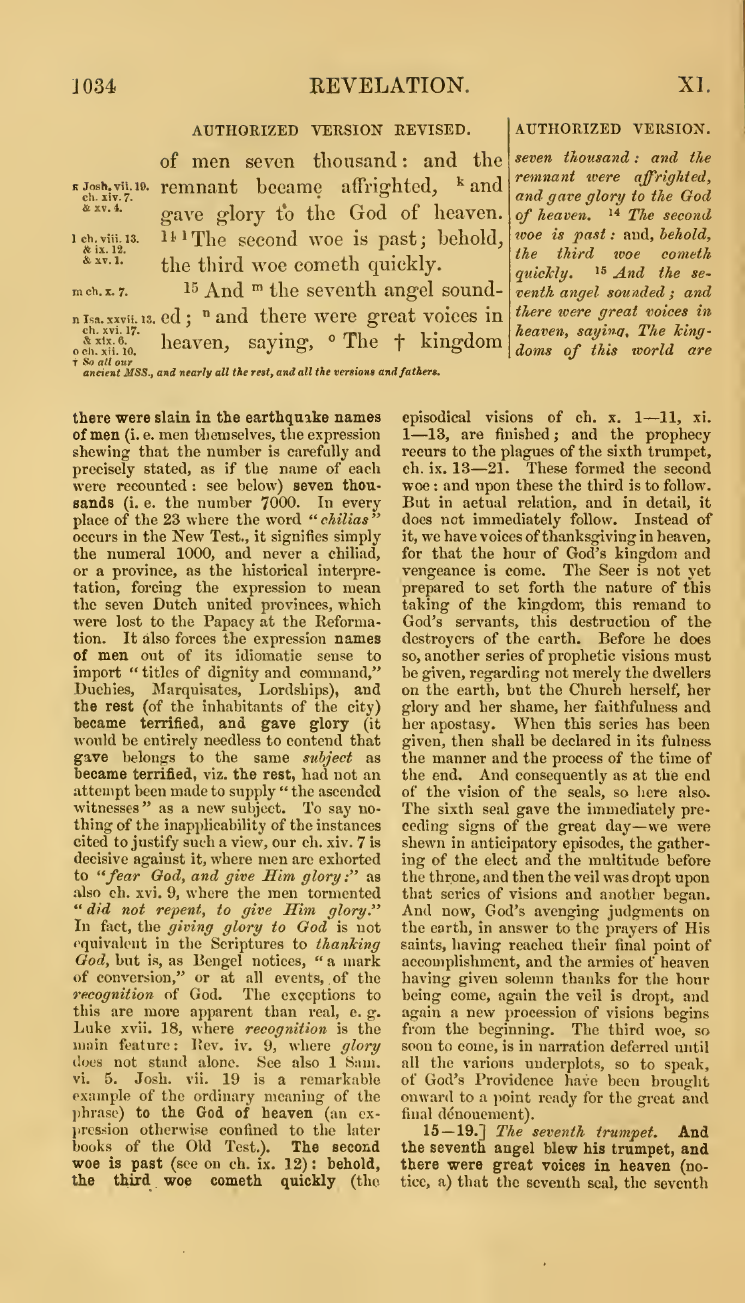 1034
REVELATION.
XI.
AUTHORIZED VERSION REVISED.
of men seven thousand: and the
remnant became affrighted, k and
gave glory to the God of heaven.
14 l The second woe is past; behold,
the third woe cometh quickly.
15 And m the seventh angel sound-
ed; n and there were great voices in
heaven, saying, o The † kingdom
K Josh. vii. 19.
ch. xiv. 7.
& xv. 4.
l ch. viii. 13.
& ix. 12.
& xv. 1.
m ch. x. 7.
n Isa. xxvii. 13.
ch. xvi. 17.
& xix. 6.
o ch. xii. 10.
† So all our
ancient MSS., and nearly all the rest, and all the versions and fathers.
AUTHORIZED VERSION.
seven thousand: and the
remnant were affrighted,
and gave glory to the God
of heaven. 14 The second
woe is past: and, behold,
the third woe cometh
quickly. 15 And the se-
venth angel sounded; and
there were great voices in
heaven, saying, The king-
doms of this world are
there were slain in the earthquake names
of men (i. e. men themselves, the expression
shewing that the number is carefully and
precisely stated, as if the name of each
were recounted: see below) seven thou-
sands (i. e. the number 7000. In every
place of the 23 where the word "chilias"
occurs in the New Test., it signifies simply
the numeral 1000, and never a chiliad,
or a province, as the historical interpre-
tation, forcing the expression to mean
the seven Dutch united provinces, which
were lost to the Papacy at the Reforma-
tion. It also forces the expression names
of men out of its idiomatic sense to
import "titles of dignity and command,"
Duchies, Marquisates, Lordships), and
the rest (of the inhabitants of the city)
became terrified, and gave glory (it
would be entirely needless to contend that
gave belongs to the same subject as
became terrified, viz. the rest, had not an
attempt been made to supply "the ascended
witnesses" as a new subject. To say no-
thing of the inapplicability of the instances
cited to justify such a view, our ch. xiv. 7 is
decisive against it, where men are exhorted
to "fear God, and give Him glory:" as
also ch. xvi. 9, where the men tormented
"did not repent, to give Him glory."
In fact, the giving glory to God is not
equivalent in the Scriptures to thanking
God, but is, as Bengel notices, "a mark
of conversion," or at all events, of the
recognition of God. The exceptions to
this are more apparent than real, e. g.
Luke xvii. 18, where recognition is the
main feature: Rev. iv. 9, where glory
does not stand alone. See also 1 Sam.
vi. 5. Josh. vii. 19 is a remarkable
example of the ordinary meaning of the
phrase) to the God of heaven (an ex-
pression otherwise confined to the later
books of the Old Test.). The second
woe is past (see on ch. ix. 12): behold,
the third woe cometh quickly (the
episodical visions of ch. x. 1—11, xi.
1—13, are finished; and the prophecy
recurs to the plagues of the sixth trumpet,
ch. ix. 13—21. These formed the second
woe: and upon these the third is to follow.
But in actual relation, and in detail, it
does not immediately follow. Instead of
it, we have voices of thanksgiving in heaven,
for that the hour of God's kingdom and
vengeance is come. The Seer is not yet
prepared to set forth the nature of this
taking of the kingdom, this remand to
God's servants, this destruction of the
destroyers of the earth. Before he does
so, another series of prophetic visions must
be given, regarding not merely the dwellers
on the earth, but the Church herself, her
glory and her shame, her faithfulness and
her apostasy. When this series has been
given, then shall be declared in its fulness
the manner and the process of the time of
the end. And consequently as at the end
of the vision of the seals, so here also.
The sixth seal gave the immediately pre-
ceding signs of the great day—we were
shewn in anticipatory episodes, the gather-
ing of the elect and the multitude before
the throne, and then the veil was dropt upon
that series of visions and another began.
And now, God's avenging judgments on
the earth, in answer to the prayers of His
saints, having reached their final point of
accomplishment, and the armies of heaven
having given solemn thanks for the hour
being come, again the veil is dropt, and
again a new procession of visions begins
from the beginning. The third woe, so
soon to come, is in narration deferred until
all the various underplots, so to speak,
of God's Providence have been brought
onward to a point ready for the great and
final dénouement).
15—19.] The seventh trumpet. And
the seventh angel blew his trumpet, and
there were great voices in heaven (no-
tice, a) that the seventh seal, the seventh